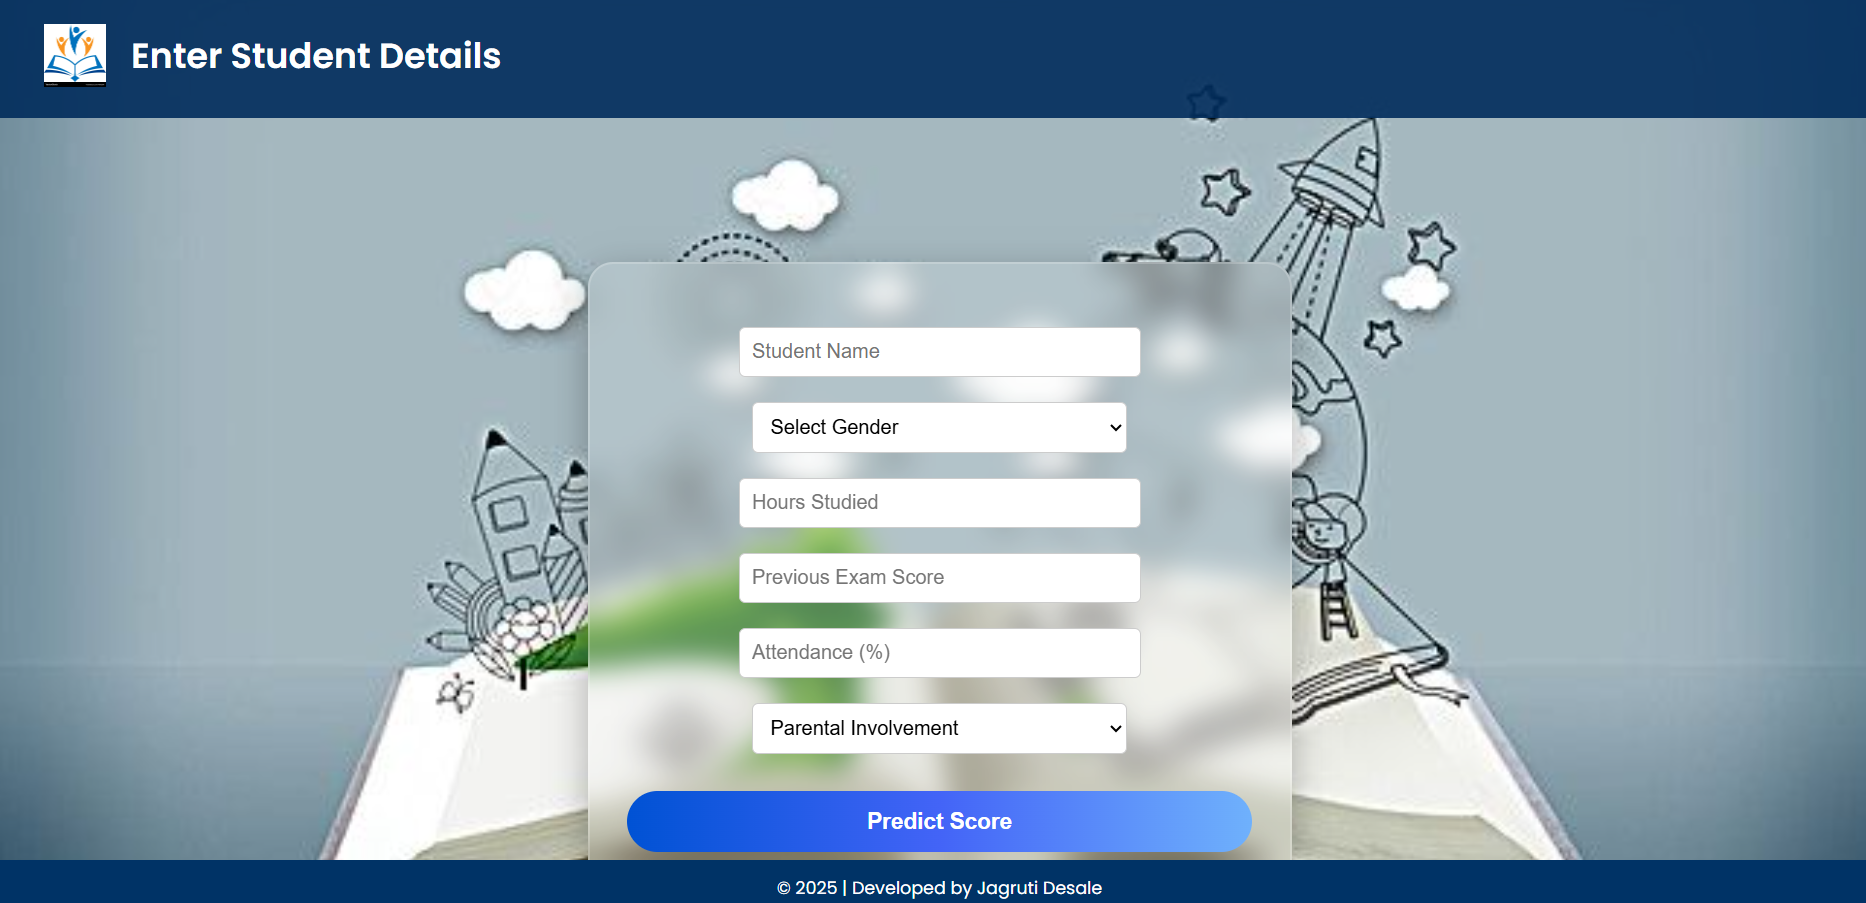 Enter Student Details
Student Name
Select Gender
Hours Studied
Previous Exam Score
Attendance (%)
Parental Involvement
Predict Score
© 2025 | Developed by Jagruti Desale